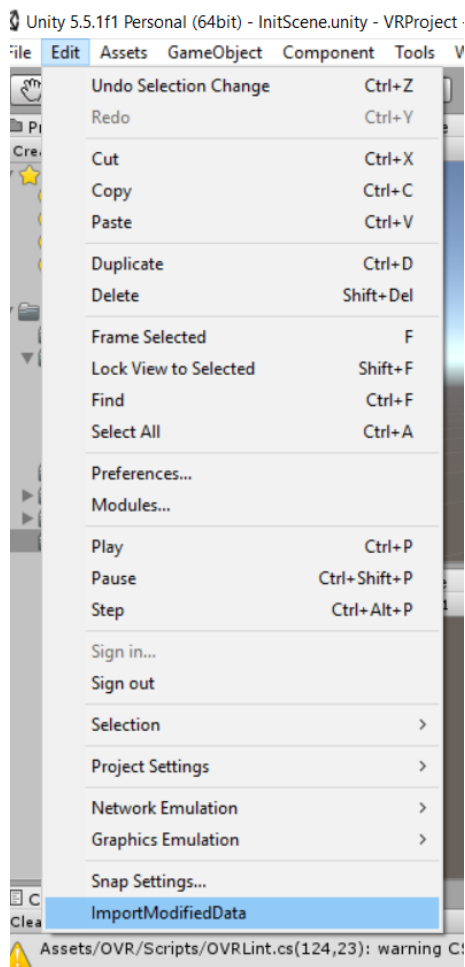 Unity 5.5.1f1 Personal (64bit) - InitScene.unity - VRProject -
File Edit Assets GameObject Component Tools
Undo Selection Change Ctrl+Z
Redo Ctrl+Y
Cut Ctrl+X
Copy Ctrl+C
Paste Ctrl+V
Duplicate Ctrl+D
Delete Shift+Del
Frame Selected F
Lock View to Selected Shift+F
Find Ctrl+F
Select All Ctrl+A
Preferences...
Modules...
Play Ctrl+P
Pause Ctrl+Shift+P
Step Ctrl+Alt+P
Sign in...
Sign out
Selection
Project Settings
Network Emulation
Graphics Emulation
Snap Settings...
ImportModifiedData
Assets/OVR/Scripts/OVRLint.cs(124,23): warning CS